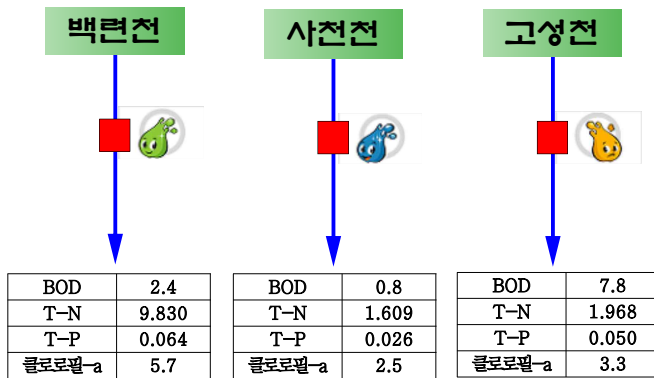 백련천 사천천 고성천
BOD 2.4 BOD 0.8 BOD 7.8
T-N 9.830 T-N 1.609 T-N 1.968
T-P 0.064 T-P 0.026 T-P 0.050
클로로필-a 5.7 클로로필-a 2.5 클로로필-a 3.3